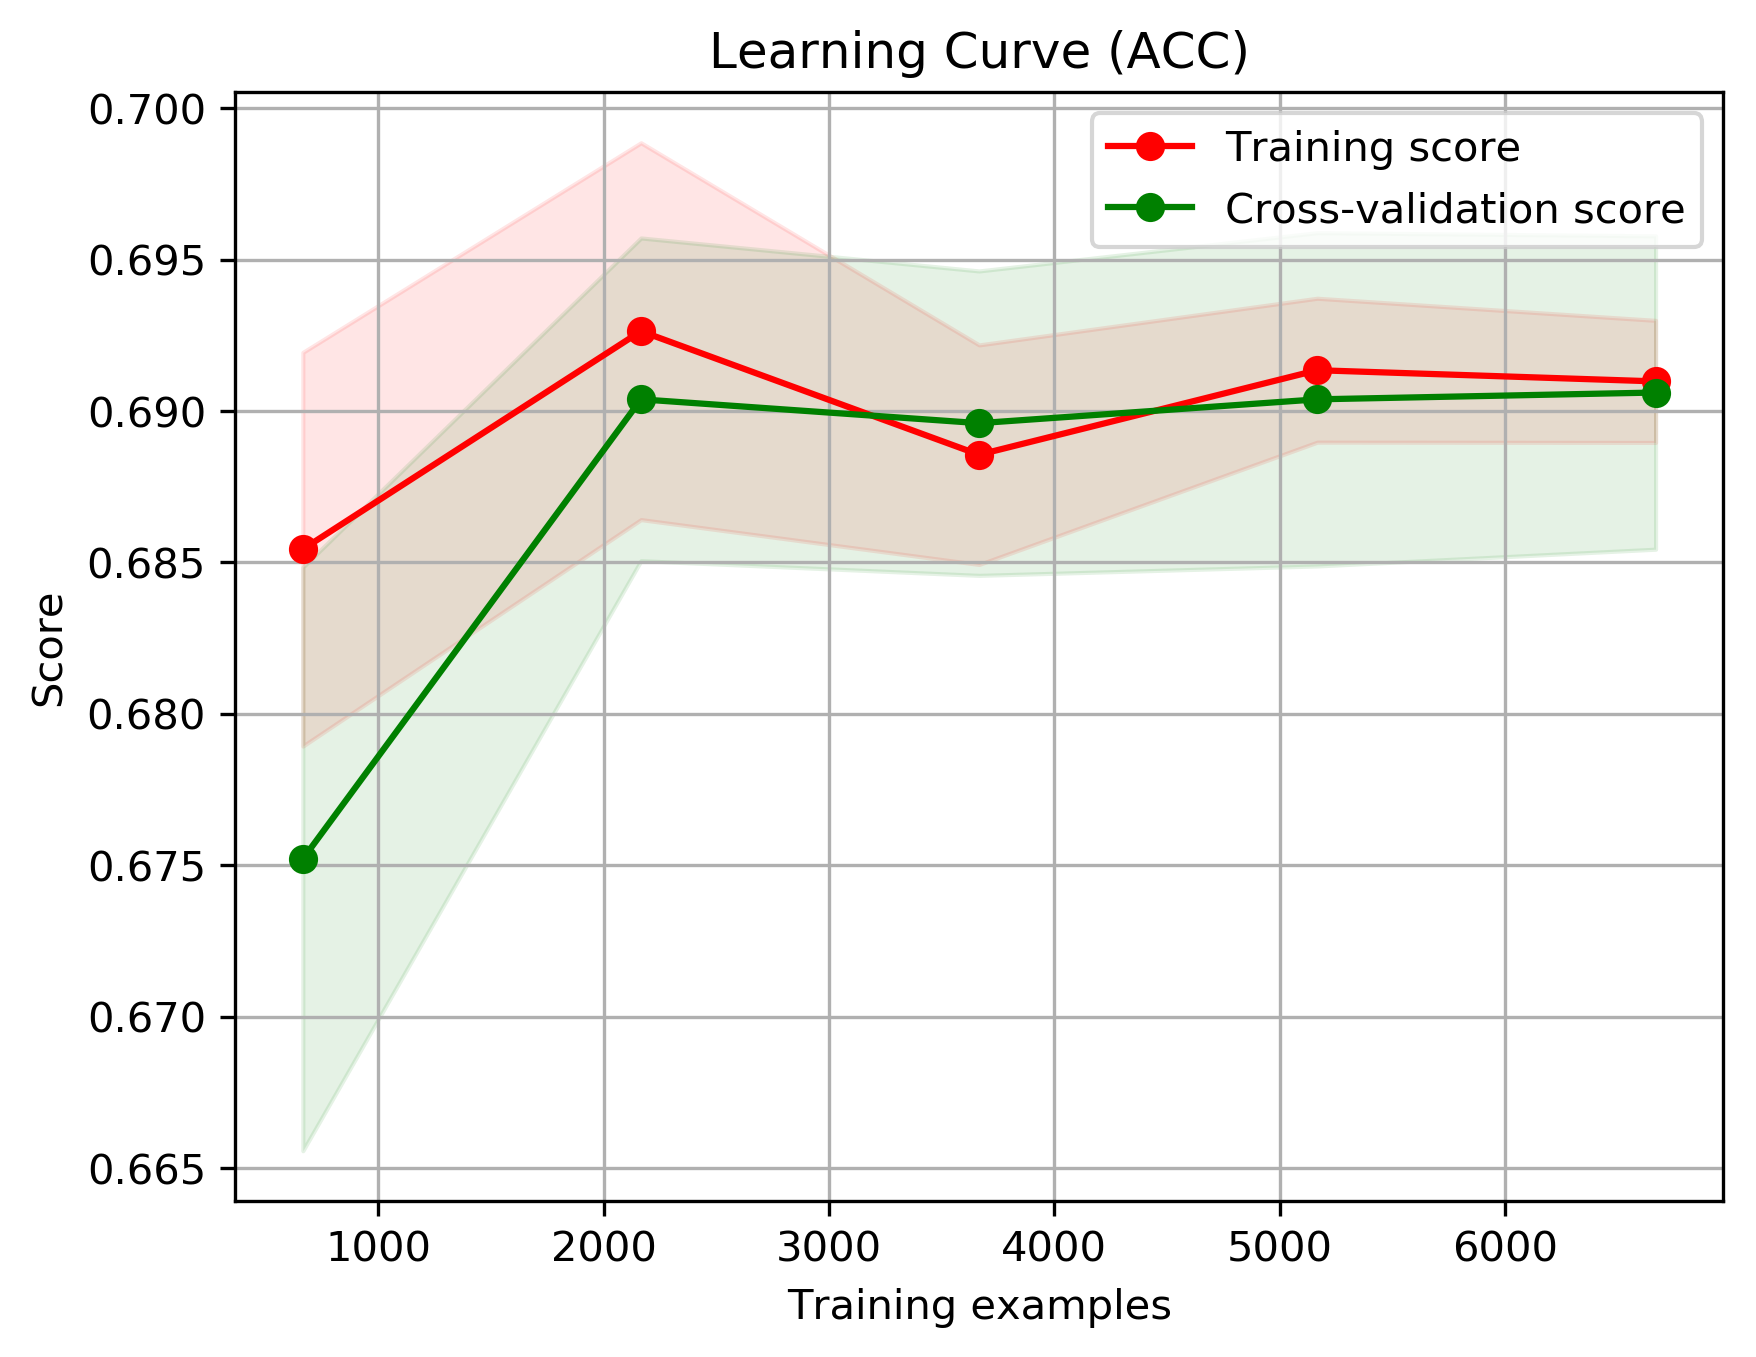 Learning Curve (ACC)
Training score
Cross-validation score
0.700
0.695
0.690
0.685
0.680
0.675
0.670
0.665
Score
1000 2000 3000 4000 5000 6000
Training examples